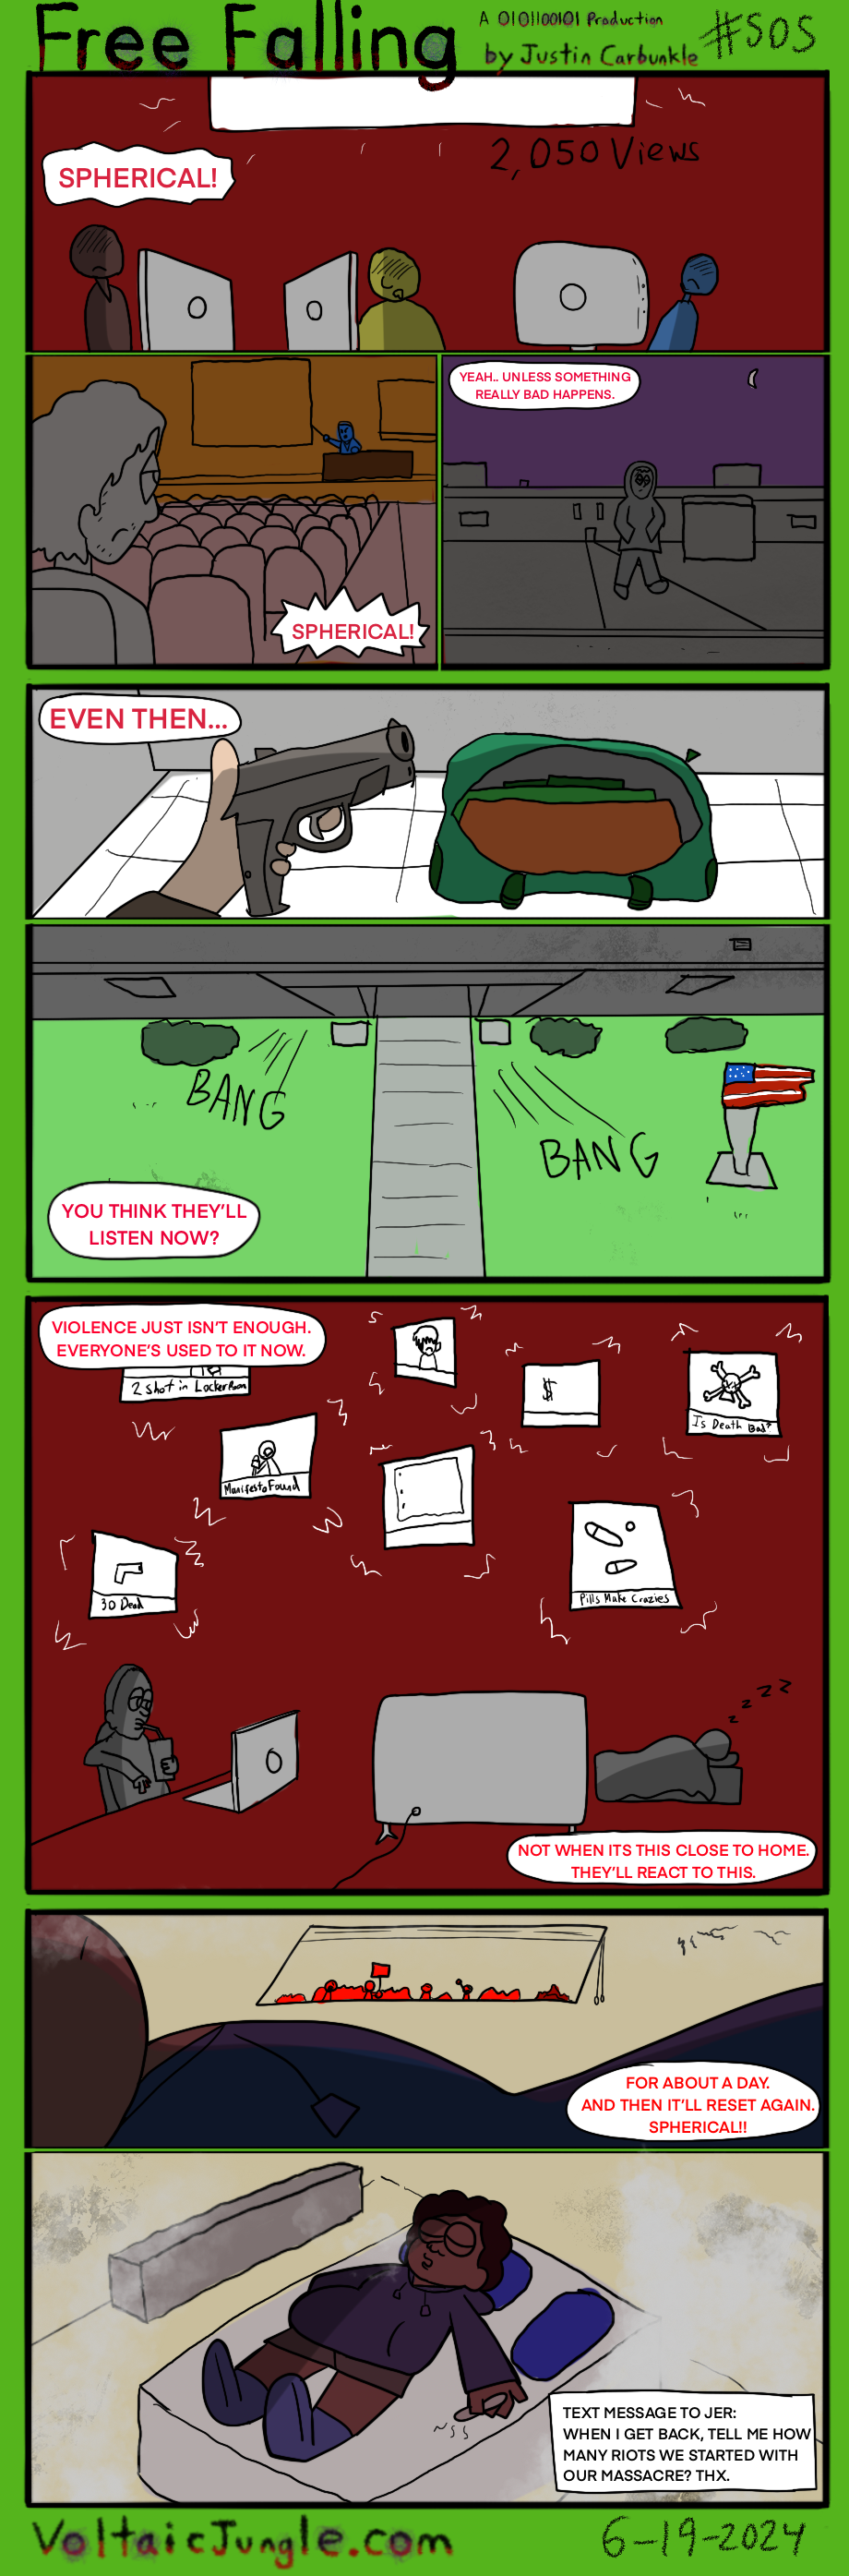 Free Falling
A 0101100101 Production
by Justin Carbunkle
#505
SPHERICAL!
2,050 Views
SPHERICAL!
YEAH.. UNLESS SOMETHING
REALLY BAD HAPPENS.
EVEN THEN...
BANG
BANG
YOU THINK THEY'LL
LISTEN NOW?
VIOLENCE JUST ISN'T ENOUGH.
EVERYONE'S USED TO IT NOW.
2 shot in Locker Room
$
Is Death Bad?
Manifesto Found
30 Dead
Pills Make Crazies
z z z z
NOT WHEN ITS THIS CLOSE TO HOME.
THEY'LL REACT TO THIS.
FOR ABOUT A DAY.
AND THEN IT'LL RESET AGAIN.
SPHERICAL!!
TEXT MESSAGE TO JER:
WHEN I GET BACK, TELL ME HOW
MANY RIOTS WE STARTED WITH
OUR MASSACRE? THX.
VoltaicJungle.com
6-19-2024